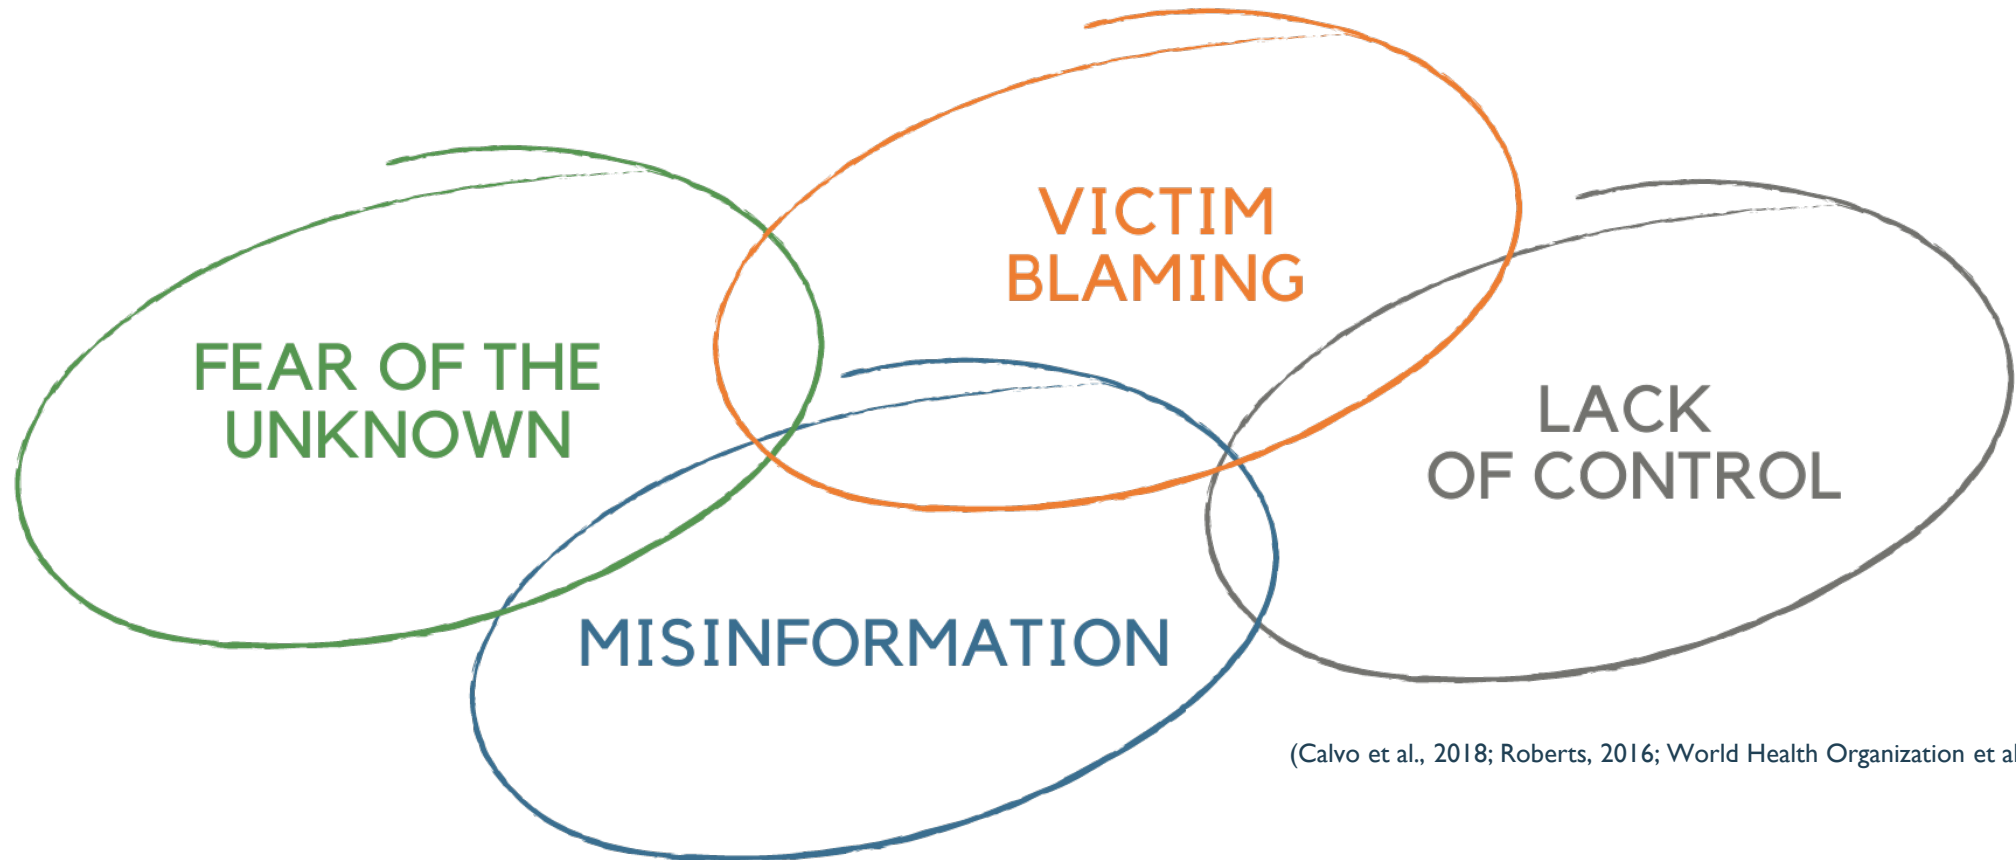 VICTIM
BLAMING
FEAR OF THE
UNKNOWN
LACK
OF CONTROL
MISINFORMATION
(Calvo et al., 2018; Roberts, 2016; World Health Organization et al